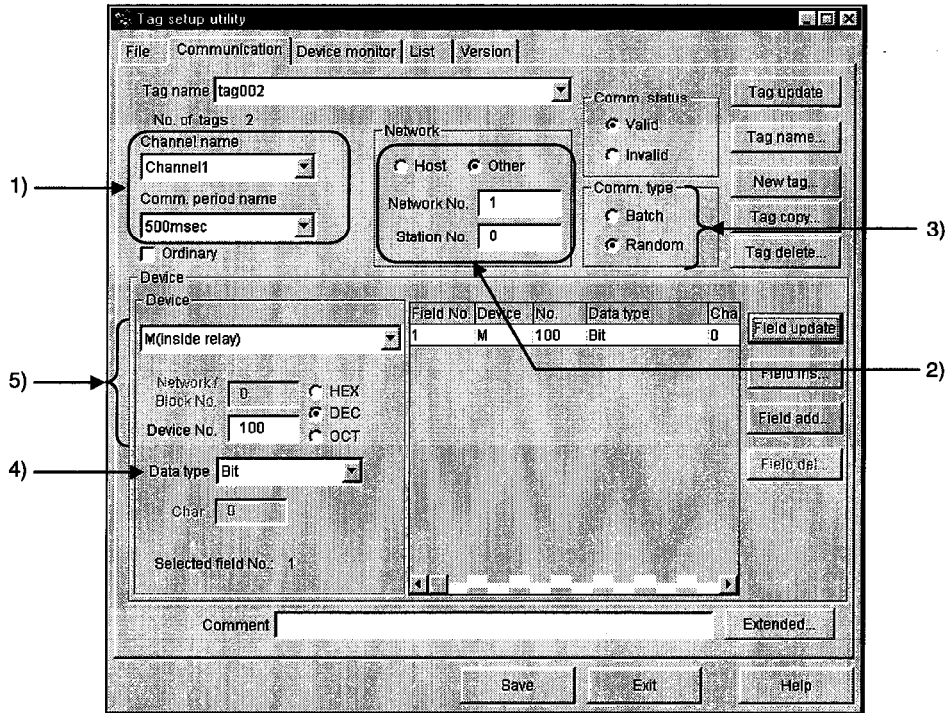 Tag setup utility
File Communication Device monitor List Version
Tag name tag002
No. of tags : 2
Channel name
Channel1
Comm. period name
500msec
Ordinary
Network
Host Other
Network No. 1
Station No. 0
Comm. status
Valid
Invalid
Comm. type
Batch
Random
Tag update
Tag name...
New tag...
Tag copy...
Tag delete...
1)
3)
Device
Device
M(inside relay)
Network/
Block No. 0
HEX
DEC
OCT
Device No. 100
Data type Bit
Char 0
Selected field No.: 1
Field No. Device No. Data type Cha
1 M 100 Bit 0
Field update
Field ins...
Field add...
Field del...
5)
2)
4)
Comment
Extended...
Save Exit Help